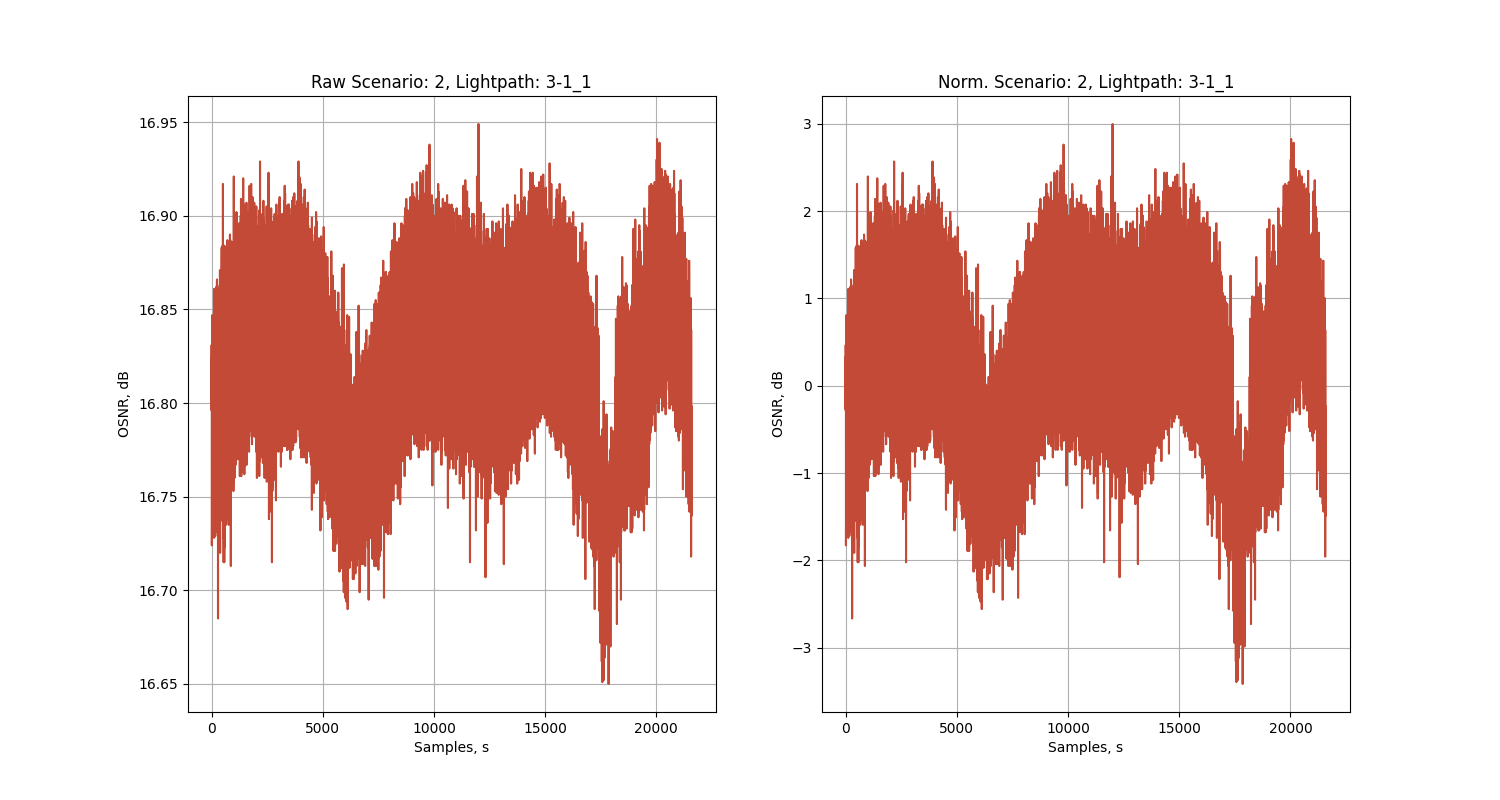 Raw Scenario: 2, Lightpath: 3-1_1
16.95
16.90
16.85
16.80
16.75
16.70
16.65
OSNR, dB
0 5000 10000 15000 20000
Samples, s
Norm. Scenario: 2, Lightpath: 3-1_1
3
2
1
0
−1
−2
−3
OSNR, dB
0 5000 10000 15000 20000
Samples, s